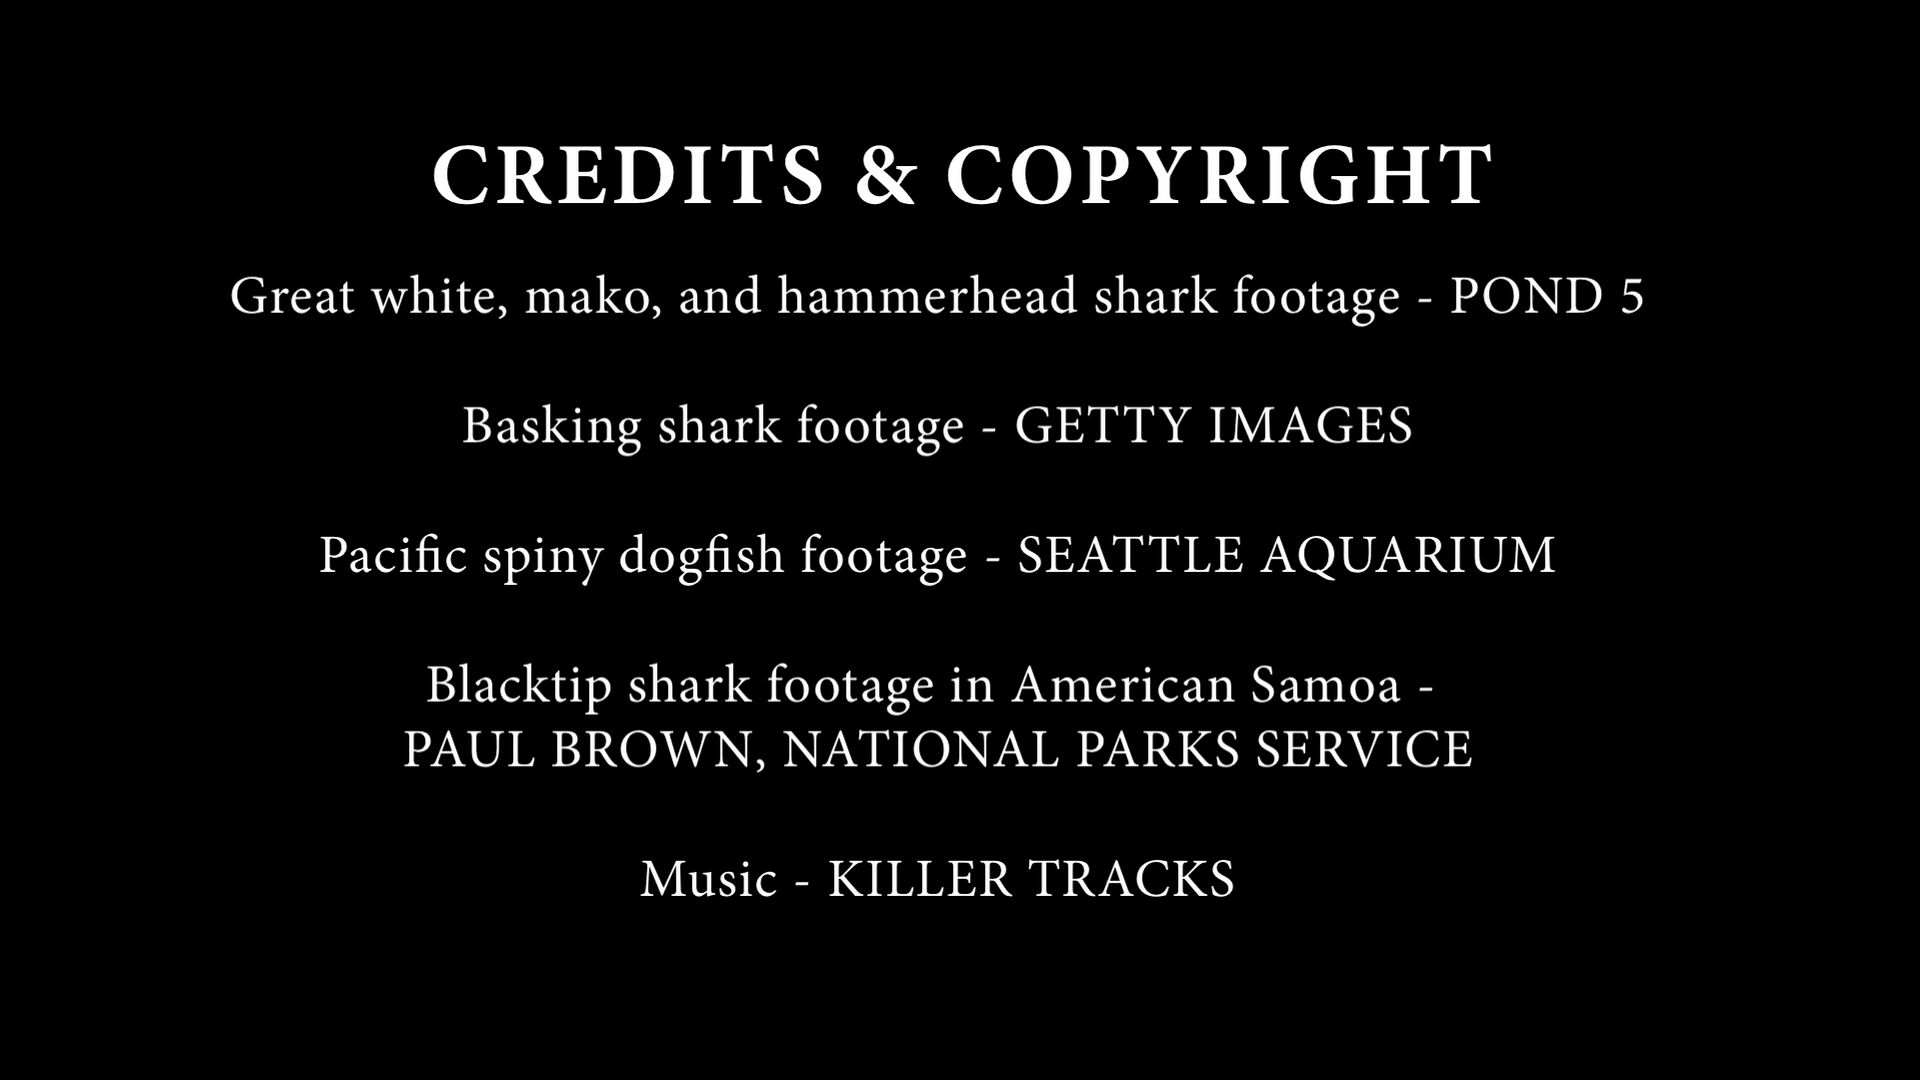 CREDITS & COPYRIGHT
Great white, mako, and hammerhead shark footage - POND 5
Basking shark footage - GETTY IMAGES
Pacific spiny dogfish footage - SEATTLE AQUARIUM
Blacktip shark footage in American Samoa -
PAUL BROWN, NATIONAL PARKS SERVICE
Music - KILLER TRACKS